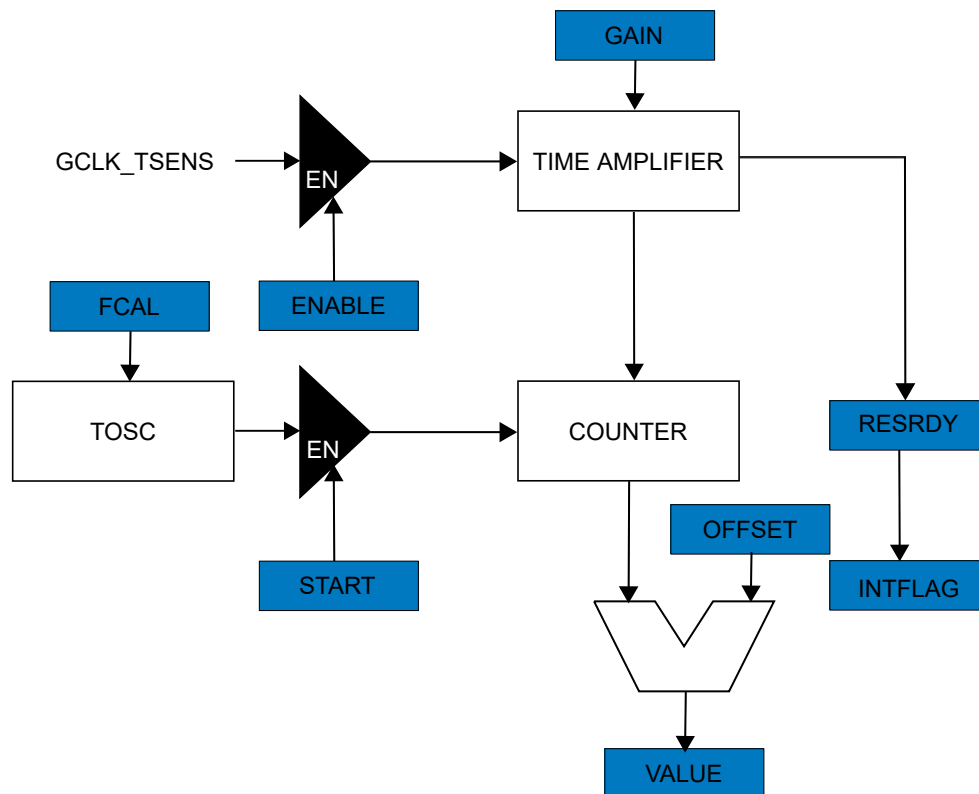 GAIN
GCLK_TSENS
EN
TIME AMPLIFIER
FCAL
ENABLE
TOSC
EN
COUNTER
RESRDY
OFFSET
START
INTFLAG
VALUE